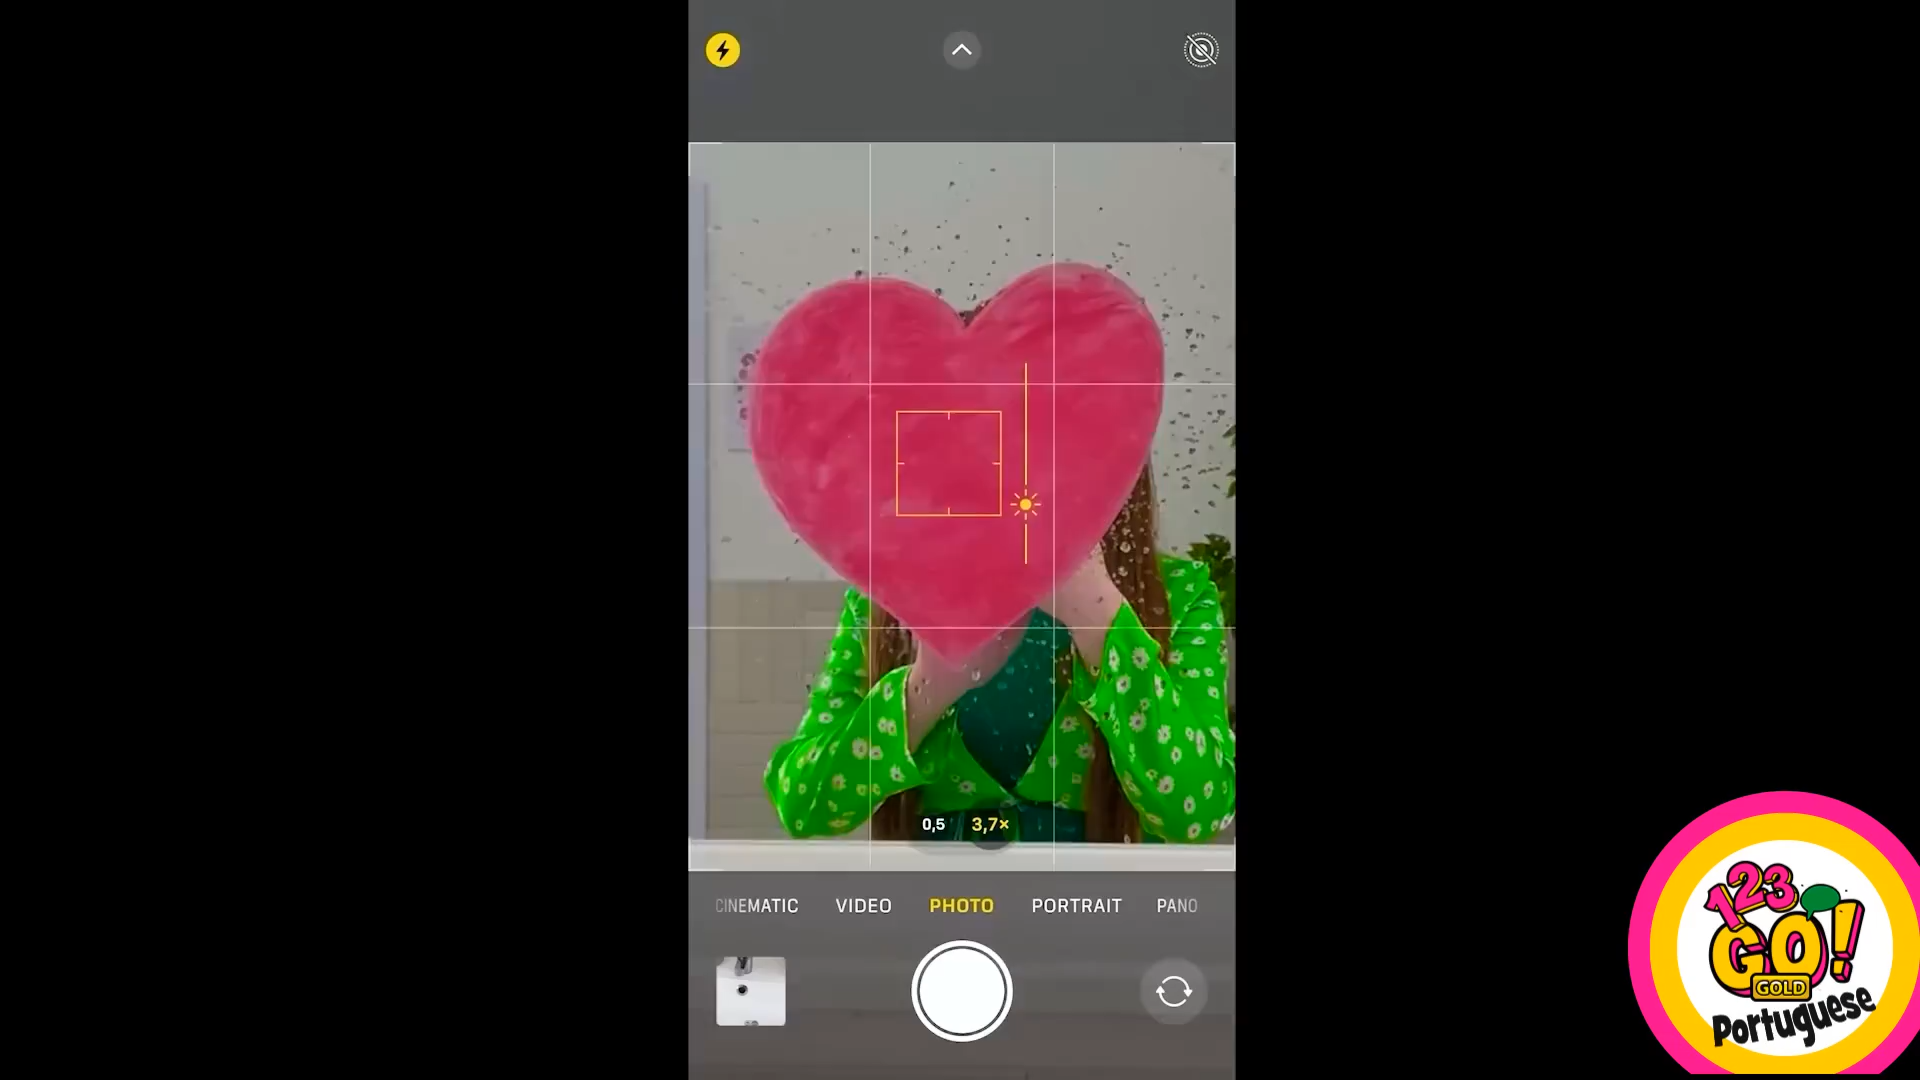 0,5 3,7×
CINEMATIC VIDEO PHOTO PORTRAIT PANO
123
GO!
GOLD
Portuguese